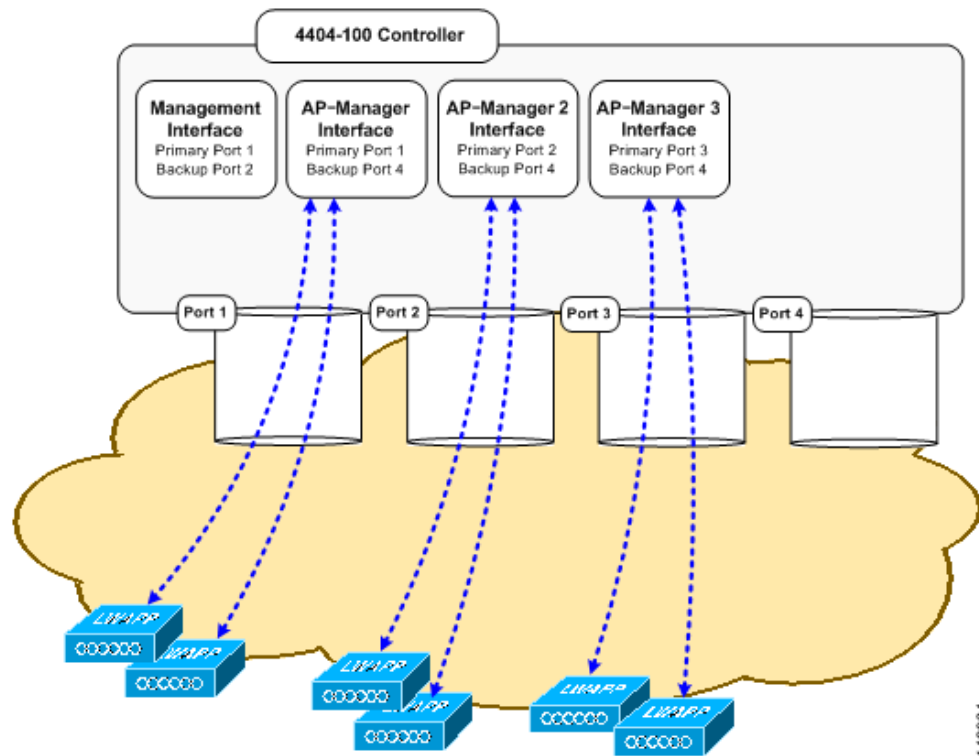 4404-100 Controller
Management
Interface
Primary Port 1
Backup Port 2
AP-Manager
Interface
Primary Port 1
Backup Port 4
AP-Manager 2
Interface
Primary Port 2
Backup Port 4
AP-Manager 3
Interface
Primary Port 3
Backup Port 4
Port 1
Port 2
Port 3
Port 4
LWAPP
LWAPP
LWAPP
LWAPP
LWAPP
LWAPP